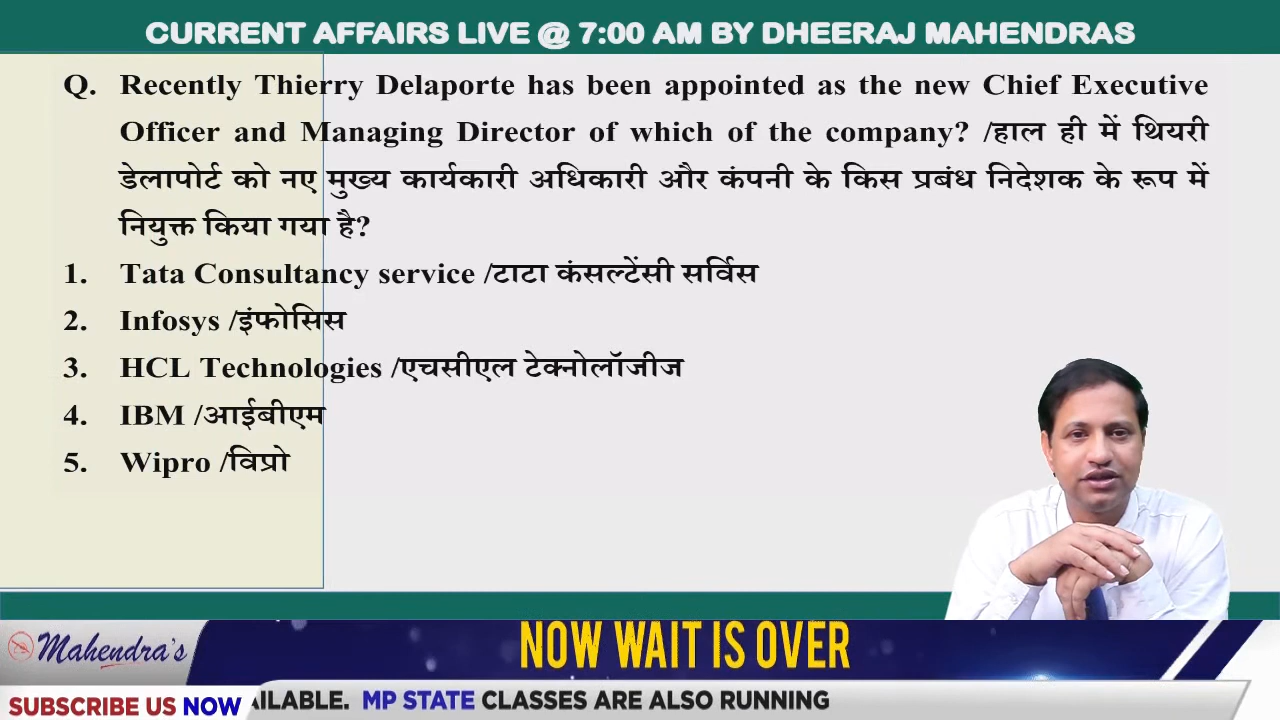 CURRENT AFFAIRS LIVE @ 7:00 AM BY DHEERAJ MAHENDRAS
Q. Recently Thierry Delaporte has been appointed as the new Chief Executive
Officer and Managing Director of which of the company? /हाल ही में थियरी
डेलापोर्ट को नए मुख्य कार्यकारी अधिकारी और कंपनी के किस प्रबंध निदेशक के रूप में
नियुक्त किया गया है?
1. Tata Consultancy service /टाटा कंसल्टेंसी सर्विस
2. Infosys /इंफोसिस
3. HCL Technologies /एचसीएल टेक्नोलॉजीज
4. IBM /आईबीएम
5. Wipro /विप्रो
Mahendra's
NOW WAIT IS OVER
SUBSCRIBE US NOW
AILABLE. MP STATE CLASSES ARE ALSO RUNNING